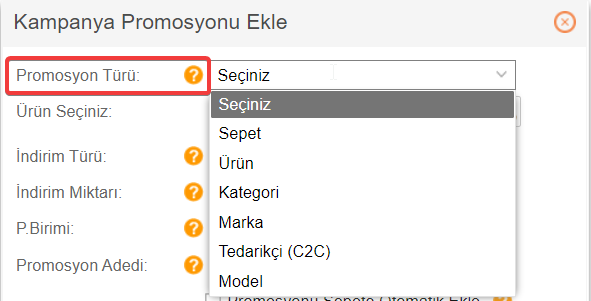 Kampanya Promosyonu Ekle
Promosyon Türü: ? Seçiniz
Seçiniz
Ürün Seçiniz:
Sepet
İndirim Türü: ? Ürün
İndirim Miktarı: ? Kategori
P.Birimi: ? Marka
Promosyon Adedi: ? Tedarikçi (C2C)
Model